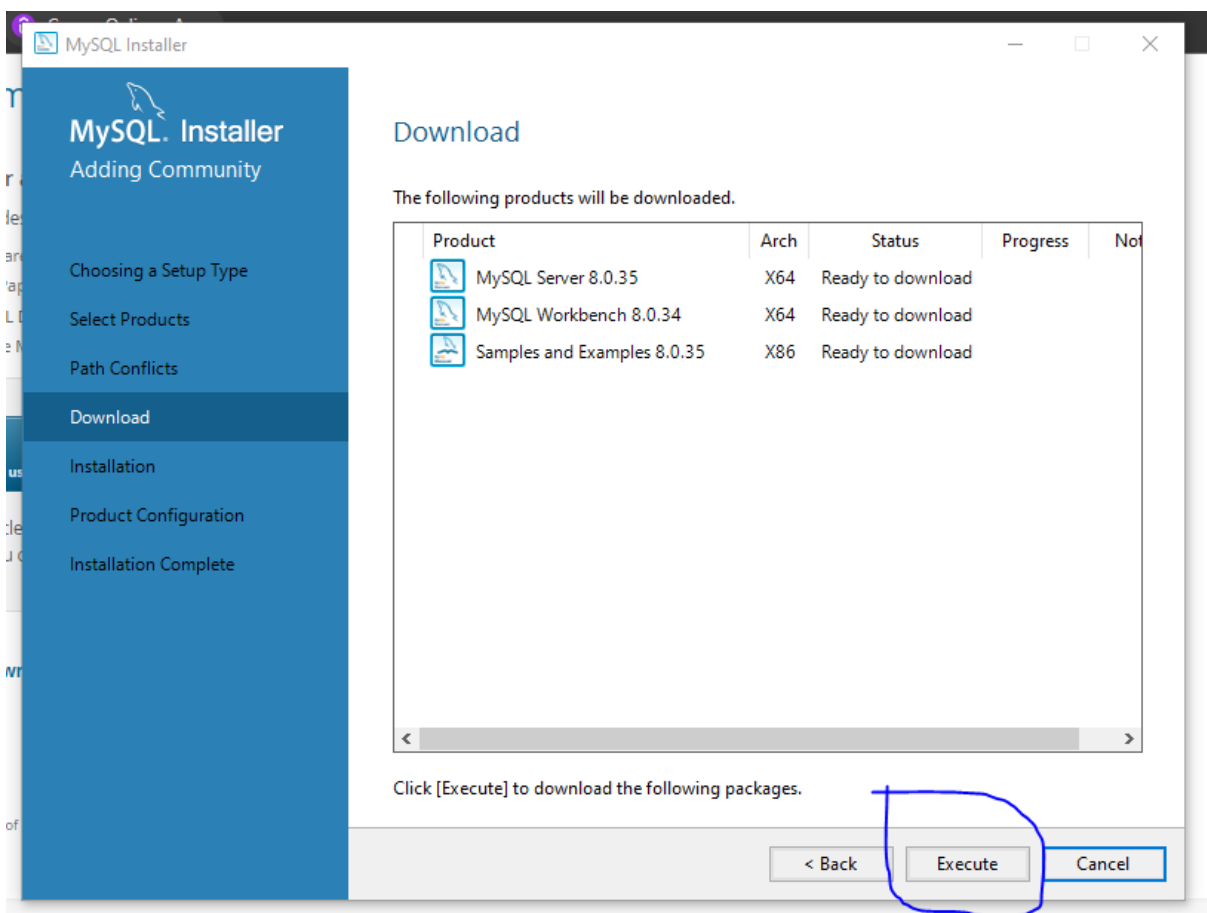 MySQL Installer
MySQL. Installer
Adding Community
Choosing a Setup Type
Select Products
Path Conflicts
Download
Installation
Product Configuration
Installation Complete
Download
The following products will be downloaded.
Product Arch Status Progress Not
MySQL Server 8.0.35 X64 Ready to download
MySQL Workbench 8.0.34 X64 Ready to download
Samples and Examples 8.0.35 X86 Ready to download
Click [Execute] to download the following packages.
< Back Execute Cancel